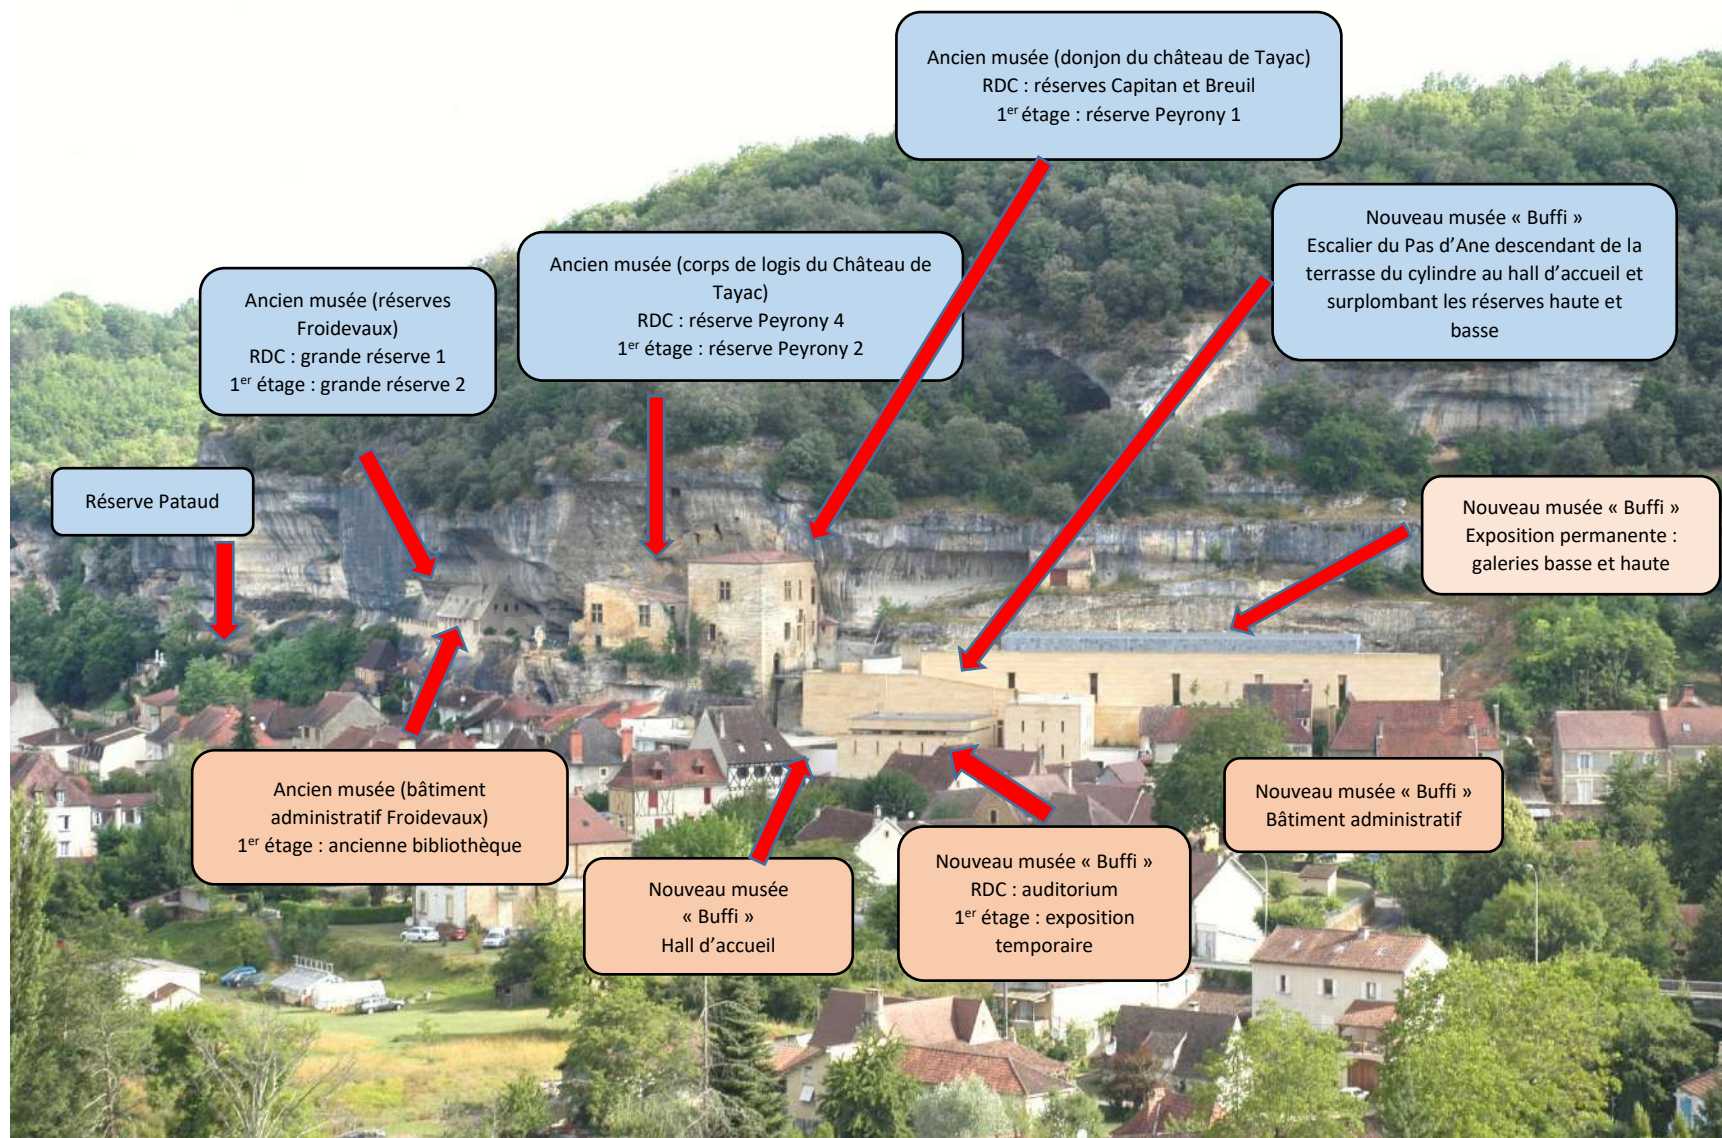 Ancien musée (donjon du château de Tayac)
RDC : réserves Capitan et Breuil
1er étage : réserve Peyrony 1
Nouveau musée « Buffi »
Escalier du Pas d’Ane descendant de la
terrasse du cylindre au hall d’accueil et
surplombant les réserves haute et
basse
Ancien musée (corps de logis du Château de
Tayac)
RDC : réserve Peyrony 4
1er étage : réserve Peyrony 2
Ancien musée (réserves
Froidevaux)
RDC : grande réserve 1
1er étage : grande réserve 2
Réserve Pataud
Nouveau musée « Buffi »
Exposition permanente :
galeries basse et haute
Ancien musée (bâtiment
administratif Froidevaux)
1er étage : ancienne bibliothèque
Nouveau musée
« Buffi »
Hall d’accueil
Nouveau musée « Buffi »
RDC : auditorium
1er étage : exposition
temporaire
Nouveau musée « Buffi »
Bâtiment administratif